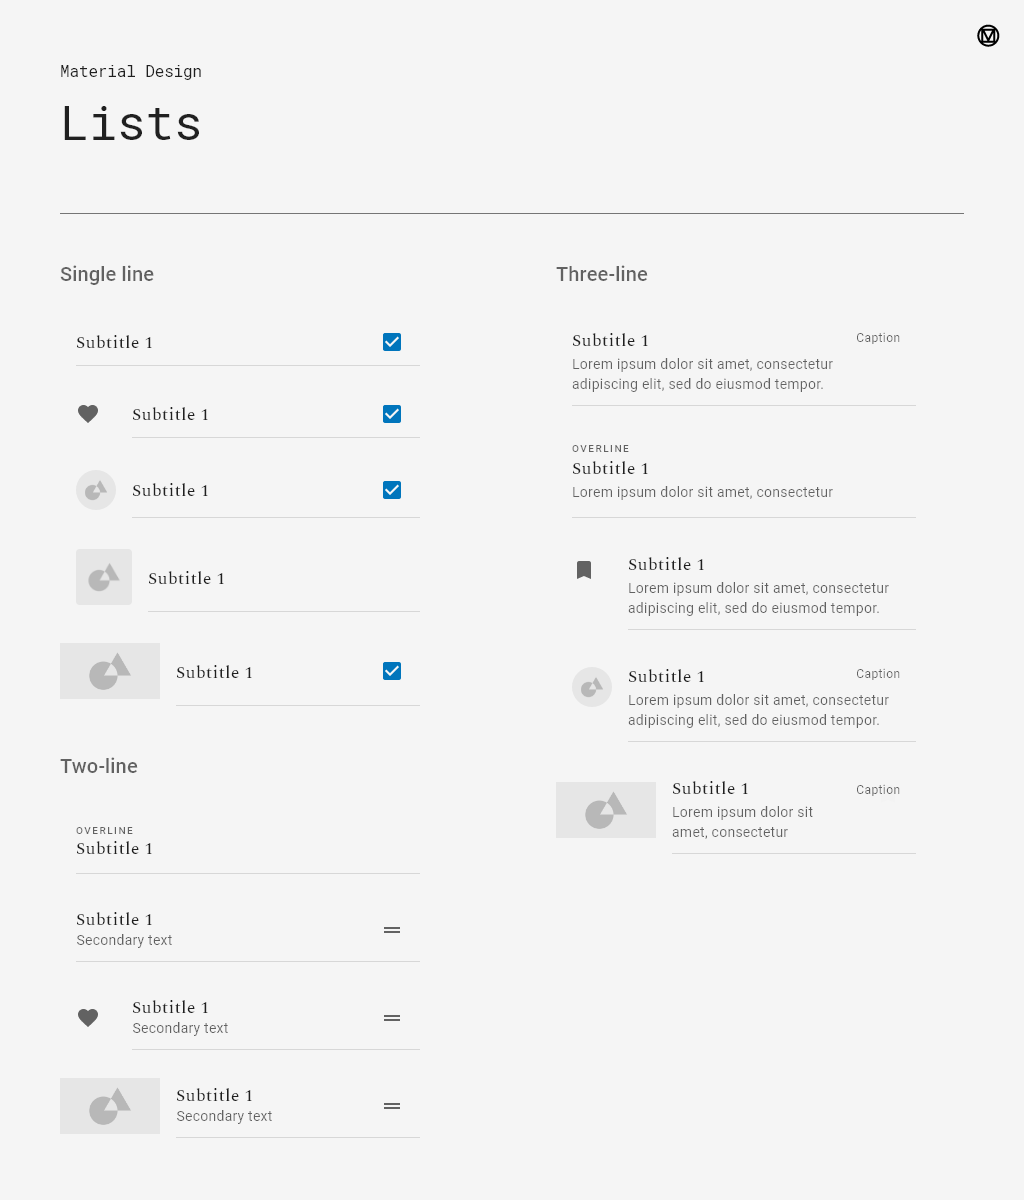 Material Design
Lists
Single line
Subtitle 1
Subtitle 1
Subtitle 1
Subtitle 1
Subtitle 1
Two-line
OVERLINE
Subtitle 1
Subtitle 1
Secondary text
Subtitle 1
Secondary text
Subtitle 1
Secondary text
Three-line
Subtitle 1
Caption
Lorem ipsum dolor sit amet, consectetur
adipiscing elit, sed do eiusmod tempor.
OVERLINE
Subtitle 1
Lorem ipsum dolor sit amet, consectetur
Subtitle 1
Lorem ipsum dolor sit amet, consectetur
adipiscing elit, sed do eiusmod tempor.
Subtitle 1
Caption
Lorem ipsum dolor sit amet, consectetur
adipiscing elit, sed do eiusmod tempor.
Subtitle 1
Caption
Lorem ipsum dolor sit
amet, consectetur